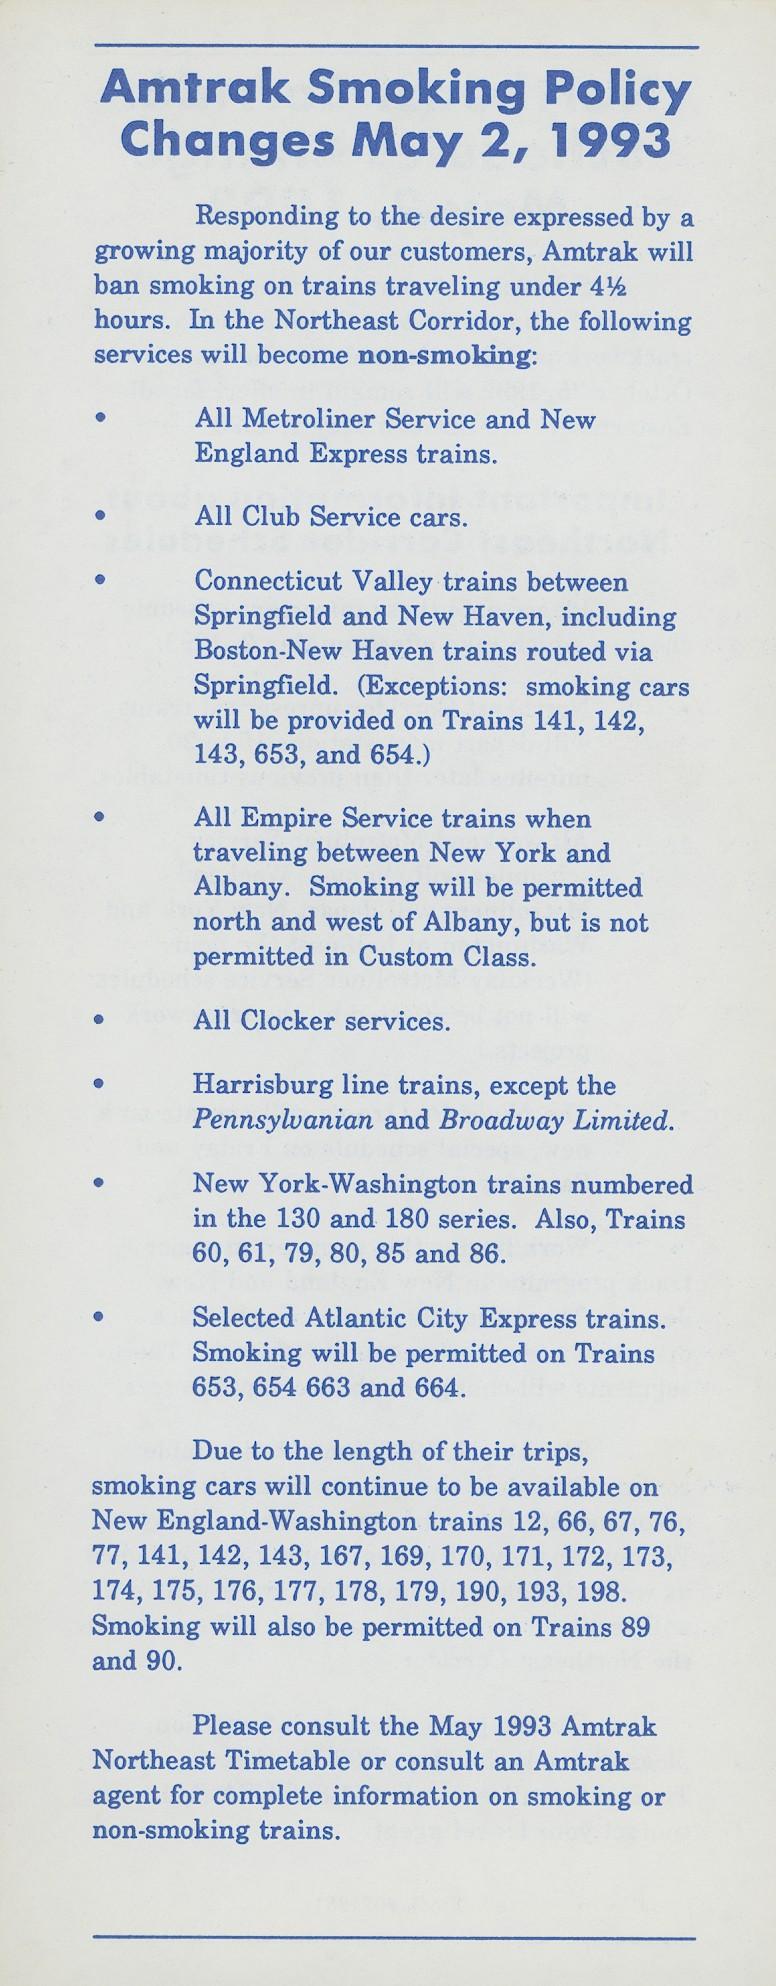 Amtrak Smoking Policy
Changes May 2, 1993
Responding to the desire expressed by a
growing majority of our customers, Amtrak will
ban smoking on trains traveling under 4½
hours. In the Northeast Corridor, the following
services will become non-smoking:
• All Metroliner Service and New
England Express trains.
• All Club Service cars.
• Connecticut Valley trains between
Springfield and New Haven, including
Boston-New Haven trains routed via
Springfield. (Exceptions: smoking cars
will be provided on Trains 141, 142,
143, 653, and 654.)
• All Empire Service trains when
traveling between New York and
Albany. Smoking will be permitted
north and west of Albany, but is not
permitted in Custom Class.
• All Clocker services.
• Harrisburg line trains, except the
Pennsylvanian and Broadway Limited.
• New York-Washington trains numbered
in the 130 and 180 series. Also, Trains
60, 61, 79, 80, 85 and 86.
• Selected Atlantic City Express trains.
Smoking will be permitted on Trains
653, 654 663 and 664.
Due to the length of their trips,
smoking cars will continue to be available on
New England-Washington trains 12, 66, 67, 76,
77, 141, 142, 143, 167, 169, 170, 171, 172, 173,
174, 175, 176, 177, 178, 179, 190, 193, 198.
Smoking will also be permitted on Trains 89
and 90.
Please consult the May 1993 Amtrak
Northeast Timetable or consult an Amtrak
agent for complete information on smoking or
non-smoking trains.